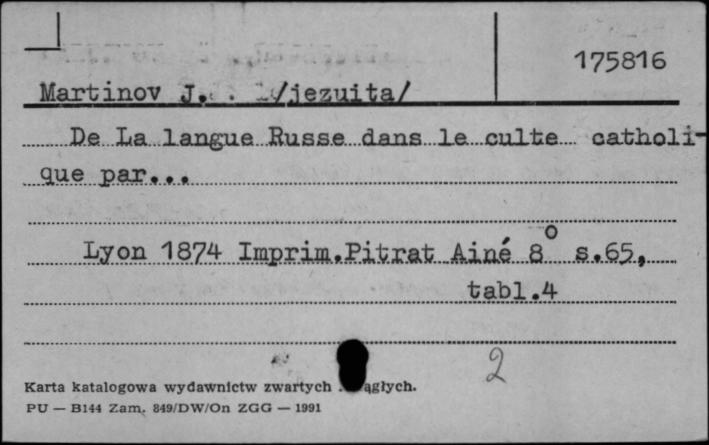 175816
Martinov J. /jezuita/
De La langue Russe dans le culte catholi-
que par...
Lyon 1874 Imprim.Pitrat Ainé 8° s.65,
tabl.4
2
Karta katalogowa wydawnictw zwartych
PU — B144 Zam. 849/DW/On ZGG — 1991